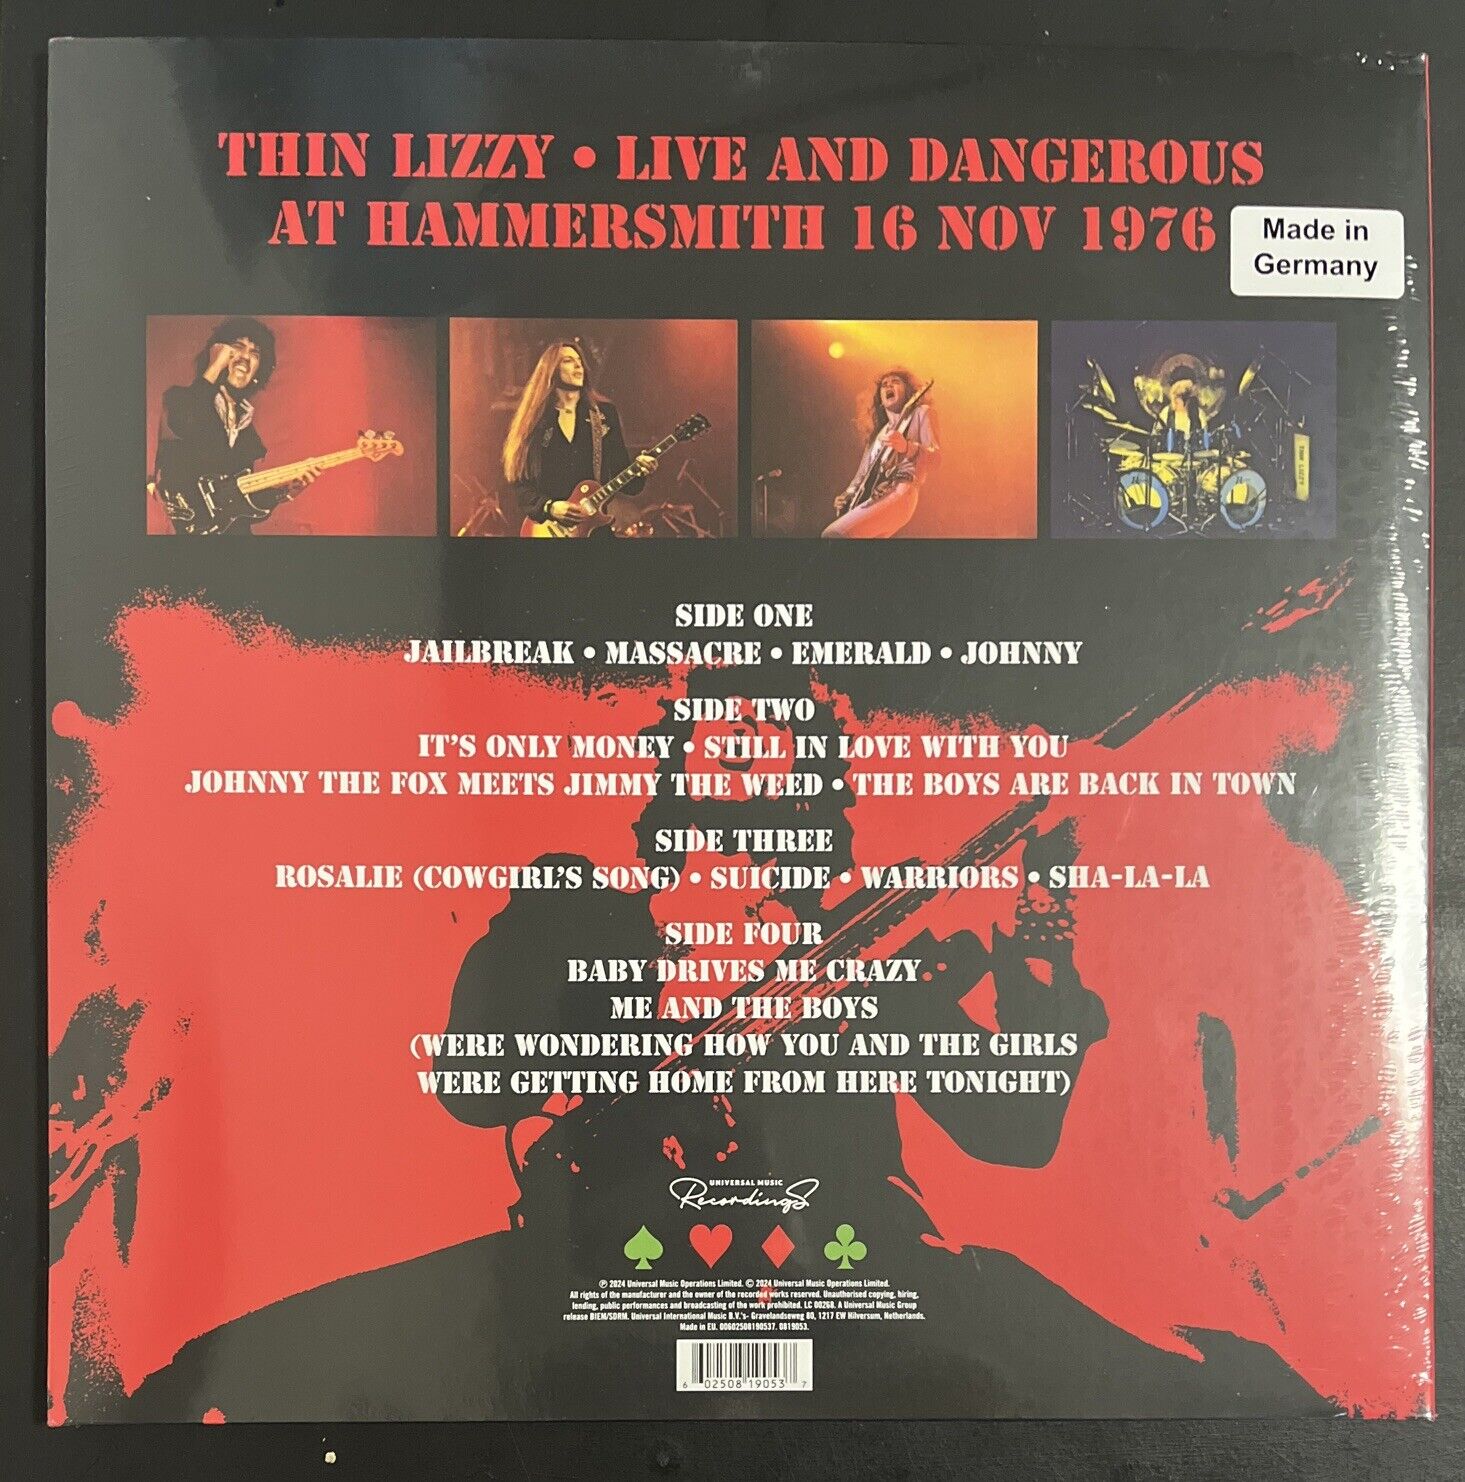 THIN LIZZY • LIVE AND DANGEROUS
AT HAMMERSMITH 16 NOV 1976
Made in
Germany
THIN LIZZY
SIDE ONE
JAILBREAK • MASSACRE • EMERALD • JOHNNY
SIDE TWO
IT'S ONLY MONEY • STILL IN LOVE WITH YOU
JOHNNY THE FOX MEETS JIMMY THE WEED • THE BOYS ARE BACK IN TOWN
SIDE THREE
ROSALIE (COWGIRL'S SONG) • SUICIDE • WARRIORS • SHA-LA-LA
SIDE FOUR
BABY DRIVES ME CRAZY
ME AND THE BOYS
(WERE WONDERING HOW YOU AND THE GIRLS
WERE GETTING HOME FROM HERE TONIGHT)
UNIVERSAL MUSIC
Recordings
℗ 2024 Universal Music Operations Limited. © 2024 Universal Music Operations Limited.
All rights of the manufacturer and the owner of the recorded works reserved. Unauthorised copying, hiring,
lending, public performances and broadcasting of the work prohibited. LC 00268. A Universal Music Group
release BIEM/SDRM. Universal International Music B.V.'s- Gravelandseweg 80, 1217 EW Hilversum, Netherlands.
Made in EU. 00602508190537. 0819053.
6 02508 19053 7